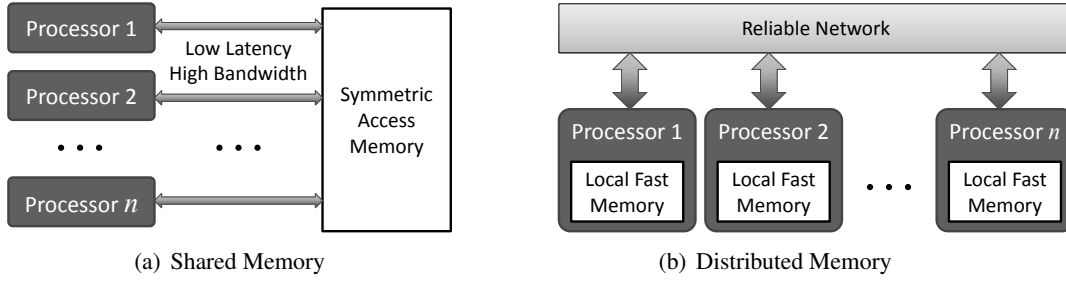 Processor 1
Low Latency
High Bandwidth
Processor 2
Symmetric
Access
Memory
• • •
• • •
Processor n
(a) Shared Memory
Reliable Network
Processor 1
Local Fast
Memory
Processor 2
Local Fast
Memory
• • •
Processor n
Local Fast
Memory
(b) Distributed Memory